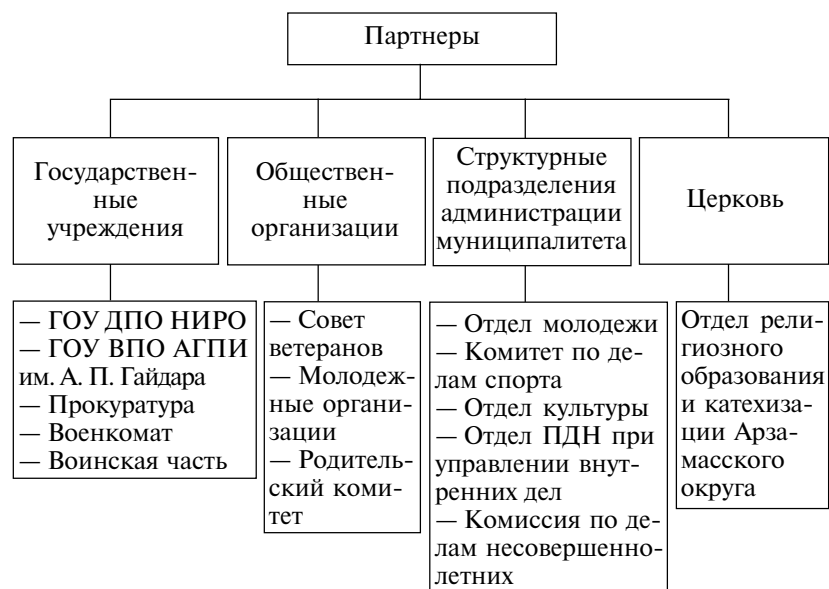 Партнеры
Государствен-
ные
учреждения
Обществен-
ные
организации
Структурные
подразделения
администрации
муниципалитета
Церковь
— ГОУ ДПО НИРО
— ГОУ ВПО АГПИ
им. А. П. Гайдара
— Прокуратура
— Военкомат
— Воинская часть
— Совет
ветеранов
— Молодеж-
ные органи-
зации
— Родитель-
ский коми-
тет
— Отдел молодежи
— Комитет по де-
лам спорта
— Отдел культуры
— Отдел ПДН при
управлении внут-
ренних дел
— Комиссия по де-
лам несовершенно-
летних
Отдел рели-
гиозного
образования
и катехиза-
ции Арза-
масского
округа